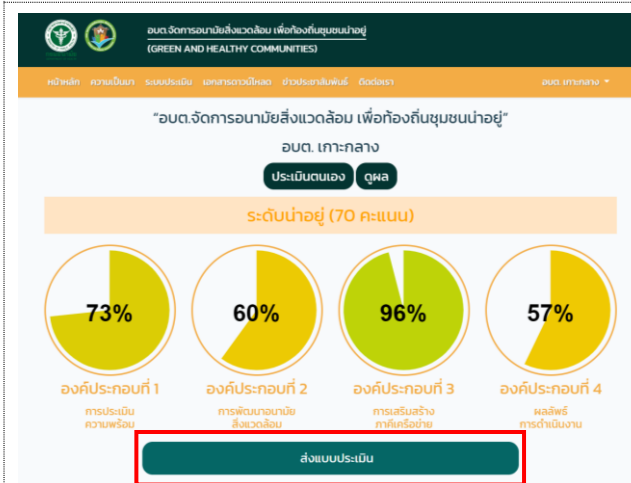 อบต.จัดการอนามัยสิ่งแวดล้อม เพื่อท้องถิ่นชุมชนน่าอยู่
(GREEN AND HEALTHY COMMUNITIES)
หน้าหลัก ความเป็นมา ระบบประเมิน เอกสารดาวน์โหลด ข่าวประชาสัมพันธ์ ติดต่อเรา อบต. เกาะกลาง
“อบต.จัดการอนามัยสิ่งแวดล้อม เพื่อท้องถิ่นชุมชนน่าอยู่“
อบต. เกาะกลาง
ประเมินตนเอง ดูผล
ระดับน่าอยู่ (70 คะแนน)
73% 60% 96% 57%
องค์ประกอบที่ 1 องค์ประกอบที่ 2 องค์ประกอบที่ 3 องค์ประกอบที่ 4
การประเมิน การพัฒนาอนามัย การเสริมสร้าง ผลลัพธ์
ความพร้อม สิ่งแวดล้อม ภาคีเครือข่าย การดำเนินงาน
ส่งแบบประเมิน